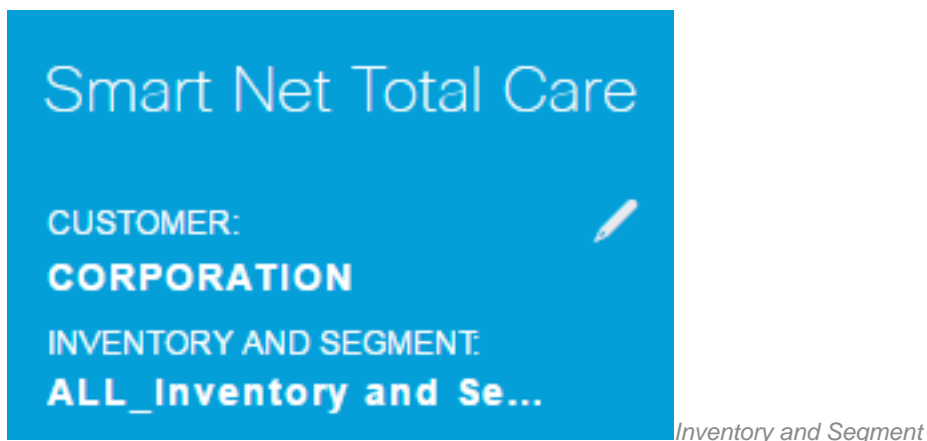 Smart Net Total Care
CUSTOMER:
CORPORATION
INVENTORY AND SEGMENT:
ALL_Inventory and Se...
Inventory and Segment